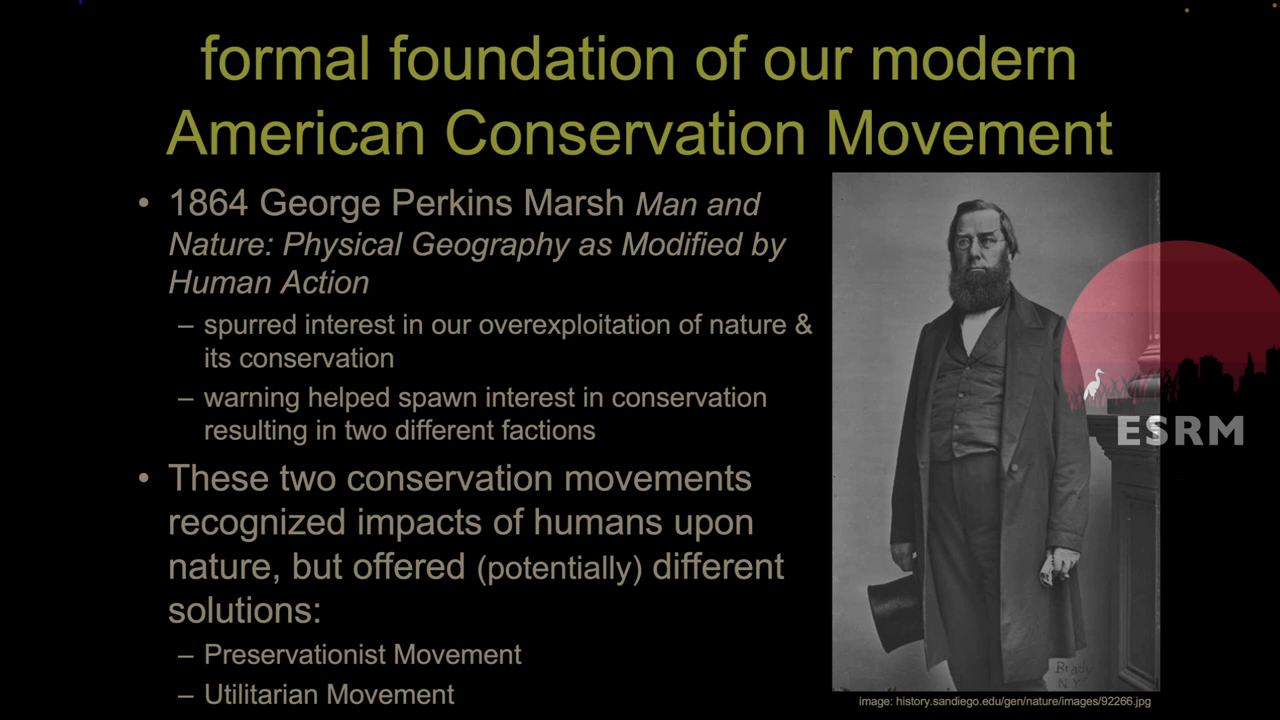 formal foundation of our modern
American Conservation Movement
• 1864 George Perkins Marsh Man and
Nature: Physical Geography as Modified by
Human Action
– spurred interest in our overexploitation of nature &
its conservation
– warning helped spawn interest in conservation
resulting in two different factions
• These two conservation movements
recognized impacts of humans upon
nature, but offered (potentially) different
solutions:
– Preservationist Movement
– Utilitarian Movement
ESRM
Brady
N.Y.
image: history.sandiego.edu/gen/nature/images/92266.jpg